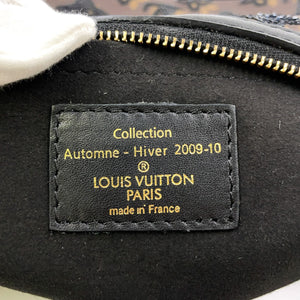 Collection
Automne - Hiver 2009-10
®
LOUIS VUITTON
PARIS
made in France